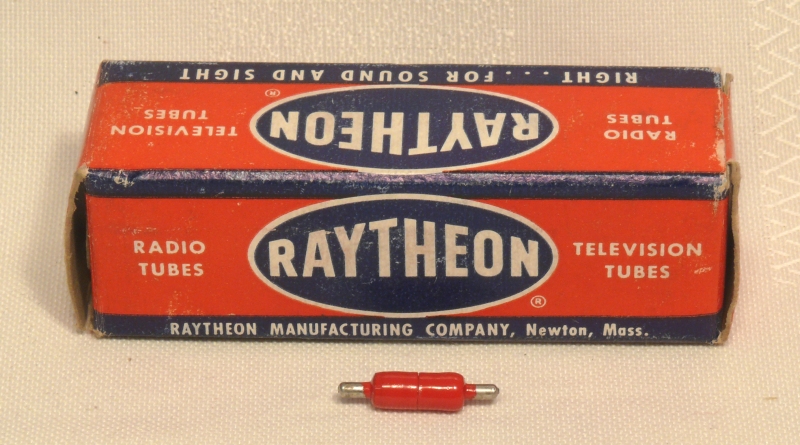 RIGHT...FOR SOUND AND SIGHT
RADIO
TUBES
RAYTHEON
®
TELEVISION
TUBES
RADIO
TUBES
RAYTHEON
®
TELEVISION
TUBES
RAYTHEON MANUFACTURING COMPANY, Newton, Mass.